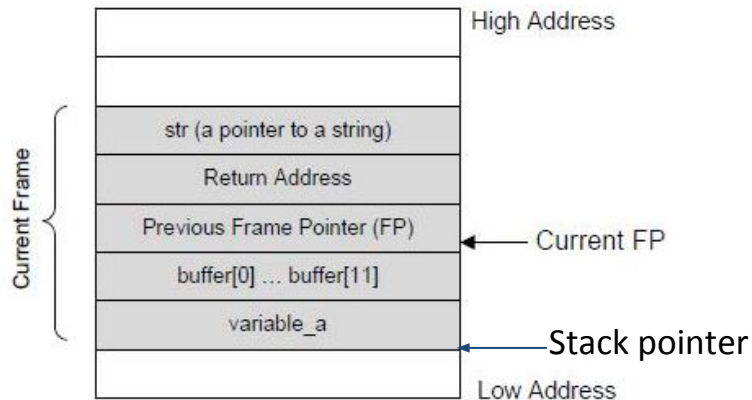 High Address
str (a pointer to a string)
Return Address
Current Frame
Previous Frame Pointer (FP)
Current FP
buffer[0] ... buffer[11]
variable_a
Stack pointer
Low Address